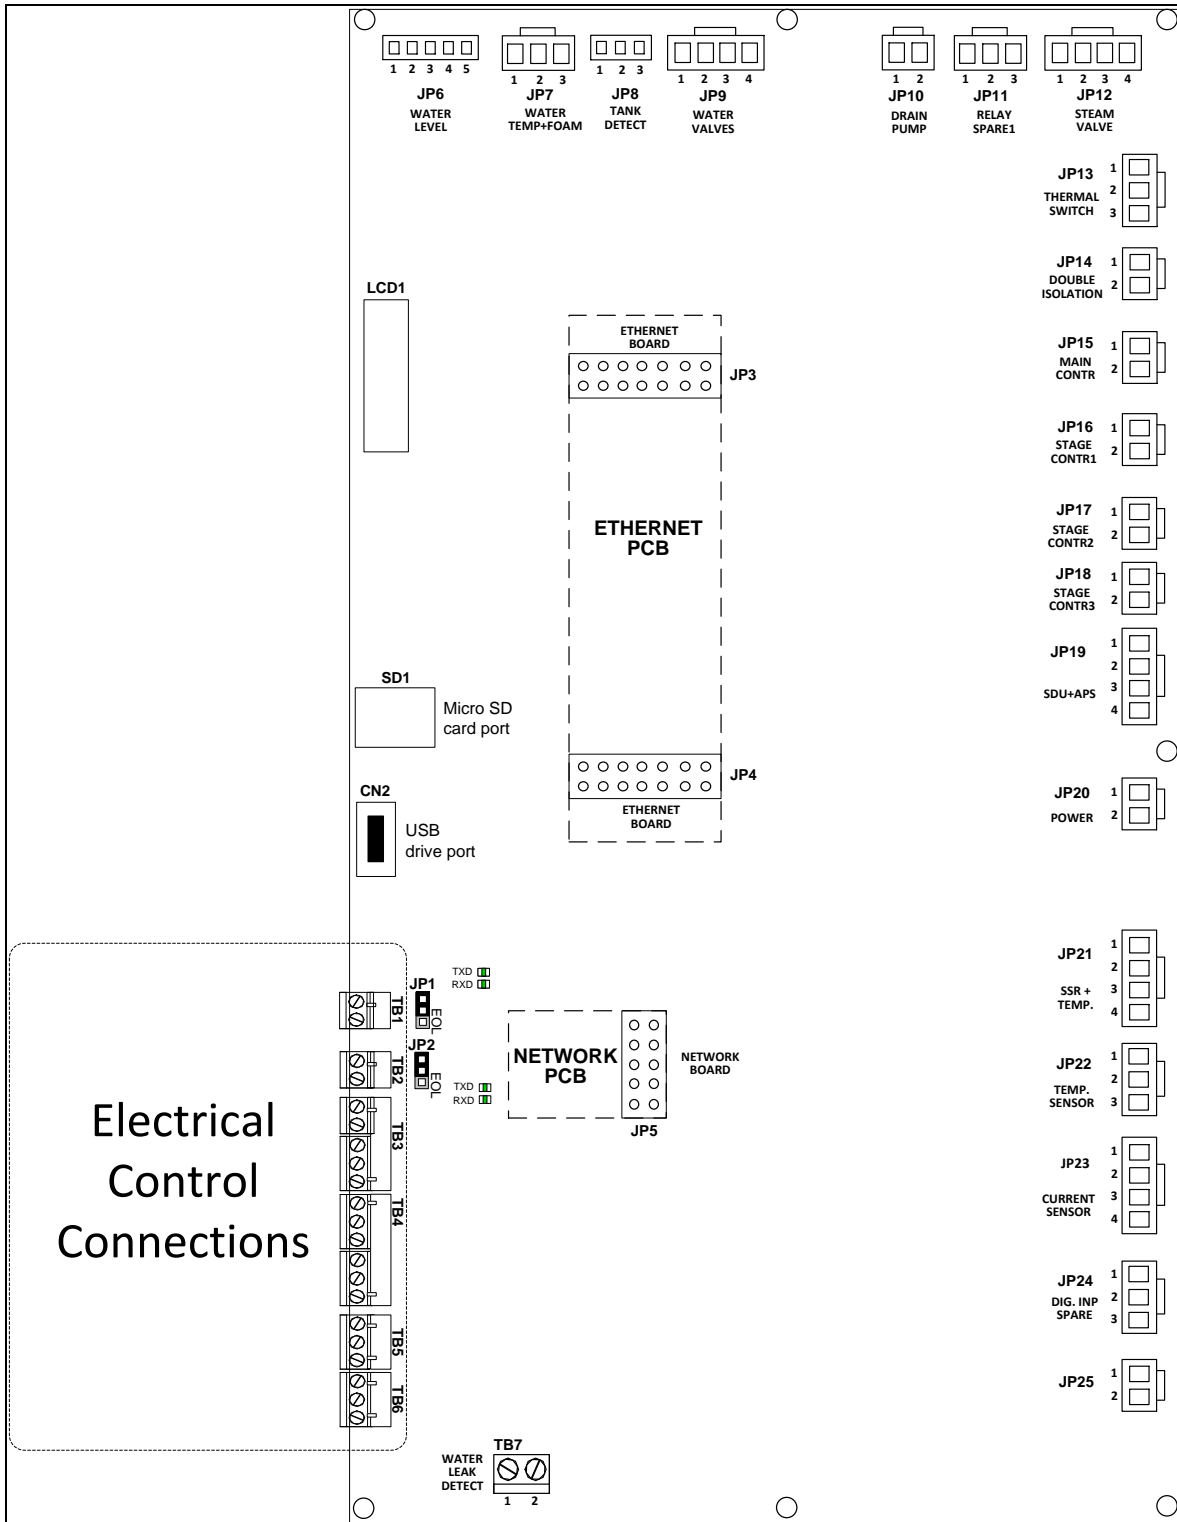 1 2 3 4 5
JP6
WATER
LEVEL
1 2 3
JP7
WATER
TEMP+FOAM
1 2 3
JP8
TANK
DETECT
1 2 3 4
JP9
WATER
VALVES
1 2
JP10
DRAIN
PUMP
1 2 3
JP11
RELAY
SPARE1
1 2 3 4
JP12
STEAM
VALVE
JP13
THERMAL
SWITCH
1
2
3
JP14
DOUBLE
ISOLATION
1
2
JP15
MAIN
CONTR
1
2
JP16
STAGE
CONTR1
1
2
JP17
STAGE
CONTR2
1
2
JP18
STAGE
CONTR3
1
2
JP19
SDU+APS
1
2
3
4
JP20
POWER
1
2
JP21
SSR +
TEMP.
1
2
3
4
JP22
TEMP.
SENSOR
1
2
3
JP23
CURRENT
SENSOR
1
2
3
4
JP24
DIG. INP
SPARE
1
2
3
JP25
1
2
LCD1
ETHERNET
BOARD
JP3
ETHERNET
PCB
JP4
ETHERNET
BOARD
SD1
Micro SD
card port
CN2
USB
drive port
TXD
RXD
JP1
EOL
TB1
JP2
EOL
TB2
TXD
RXD
NETWORK
PCB
NETWORK
BOARD
JP5
TB3
TB4
TB5
TB6
Electrical
Control
Connections
TB7
WATER
LEAK
DETECT
1 2